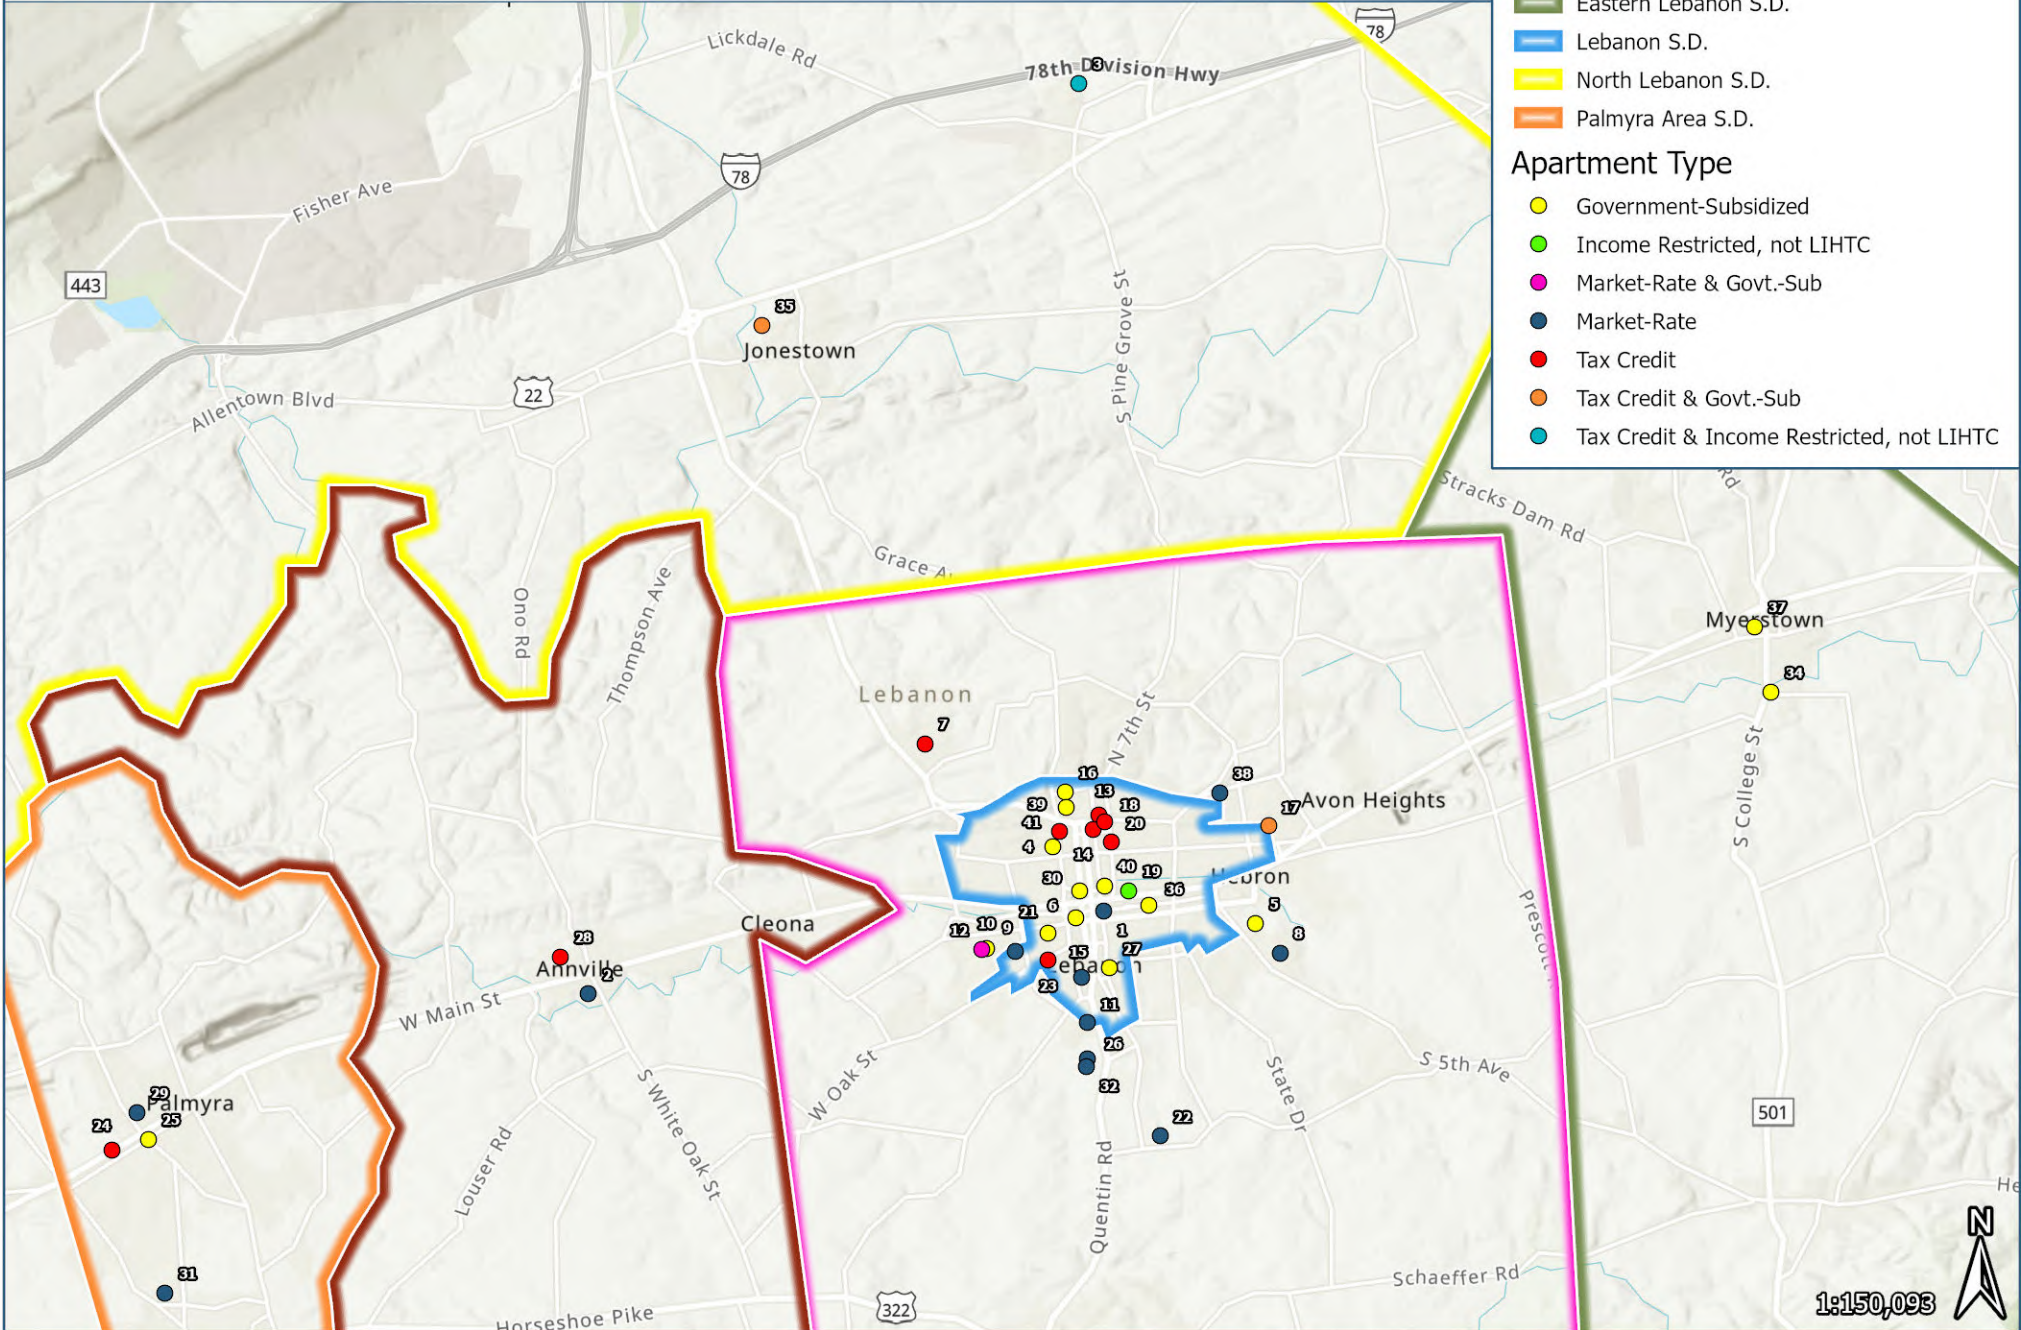 Eastern Lebanon S.D.
Lebanon S.D.
North Lebanon S.D.
Palmyra Area S.D.
Apartment Type
Government-Subsidized
Income Restricted, not LIHTC
Market-Rate & Govt.-Sub
Market-Rate
Tax Credit
Tax Credit & Govt.-Sub
Tax Credit & Income Restricted, not LIHTC
78
Lickdale Rd
3
78th Division Hwy
78
Fisher Ave
443
35
Jonestown
S Pine Grove St
22
Allentown Blvd
Rd
Stracks Dam Rd
Grace A
Ono Rd
Thompson Ave
37
Myerstown
34
Lebanon
7
N 7th St
S College St
16
38
13
39
18
17
Avon Heights
41
20
4
14
40
19
30
36
Hebron
21
6
5
Cleona
12
10
9
1
8
28
27
15
Annville
2
Lebanon
23
Prescott
W Main St
11
26
S 5th Ave
W Oak St
State Dr
32
29
Palmyra
25
24
22
501
S White Oak St
Louser Rd
Quentin Rd
He
N
31
Schaeffer Rd
322
Horseshoe Pike
1:150,093